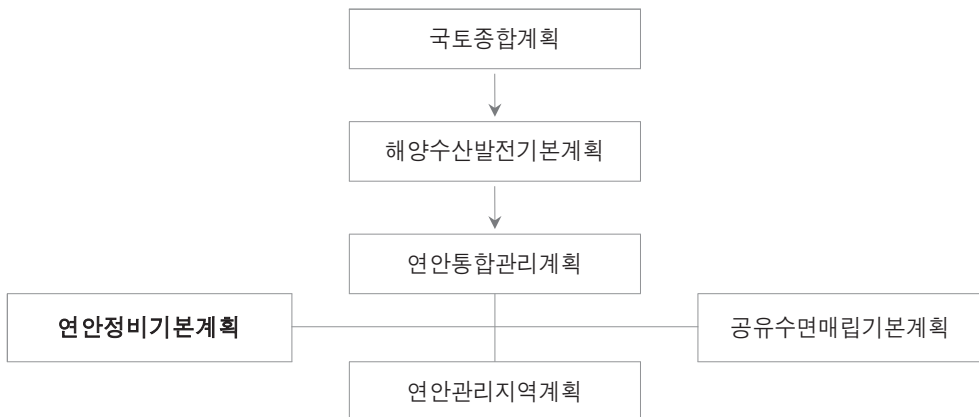 국토종합계획
해양수산발전기본계획
연안통합관리계획
연안정비기본계획
공유수면매립기본계획
연안관리지역계획